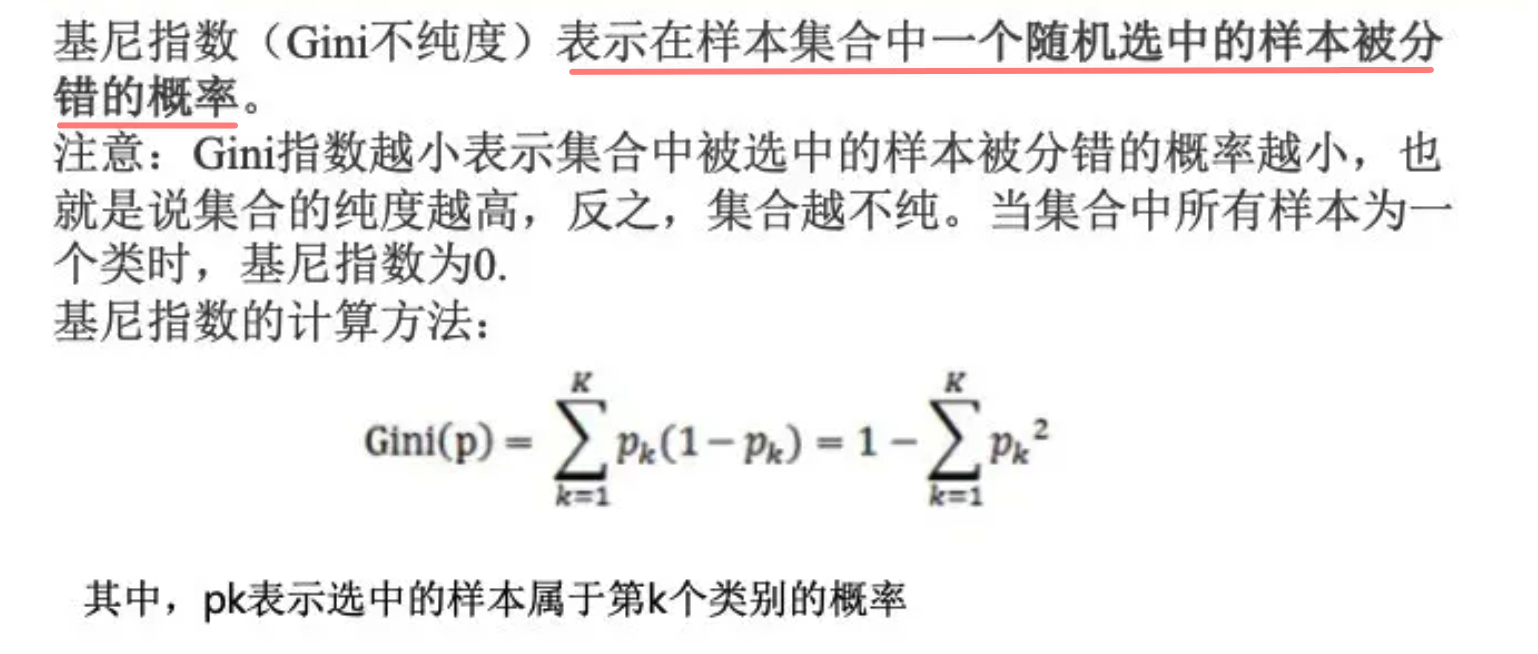 基尼指数（Gini不纯度）表示在样本集合中一个随机选中的样本被分
错的概率。
注意：Gini指数越小表示集合中被选中的样本被分错的概率越小，也
就是说集合的纯度越高，反之，集合越不纯。当集合中所有样本为一
个类时，基尼指数为0.
基尼指数的计算方法：
Gini(p) = ∑_{k=1}^{K} p_k(1 − p_k) = 1 − ∑_{k=1}^{K} p_k²
其中，pk表示选中的样本属于第k个类别的概率